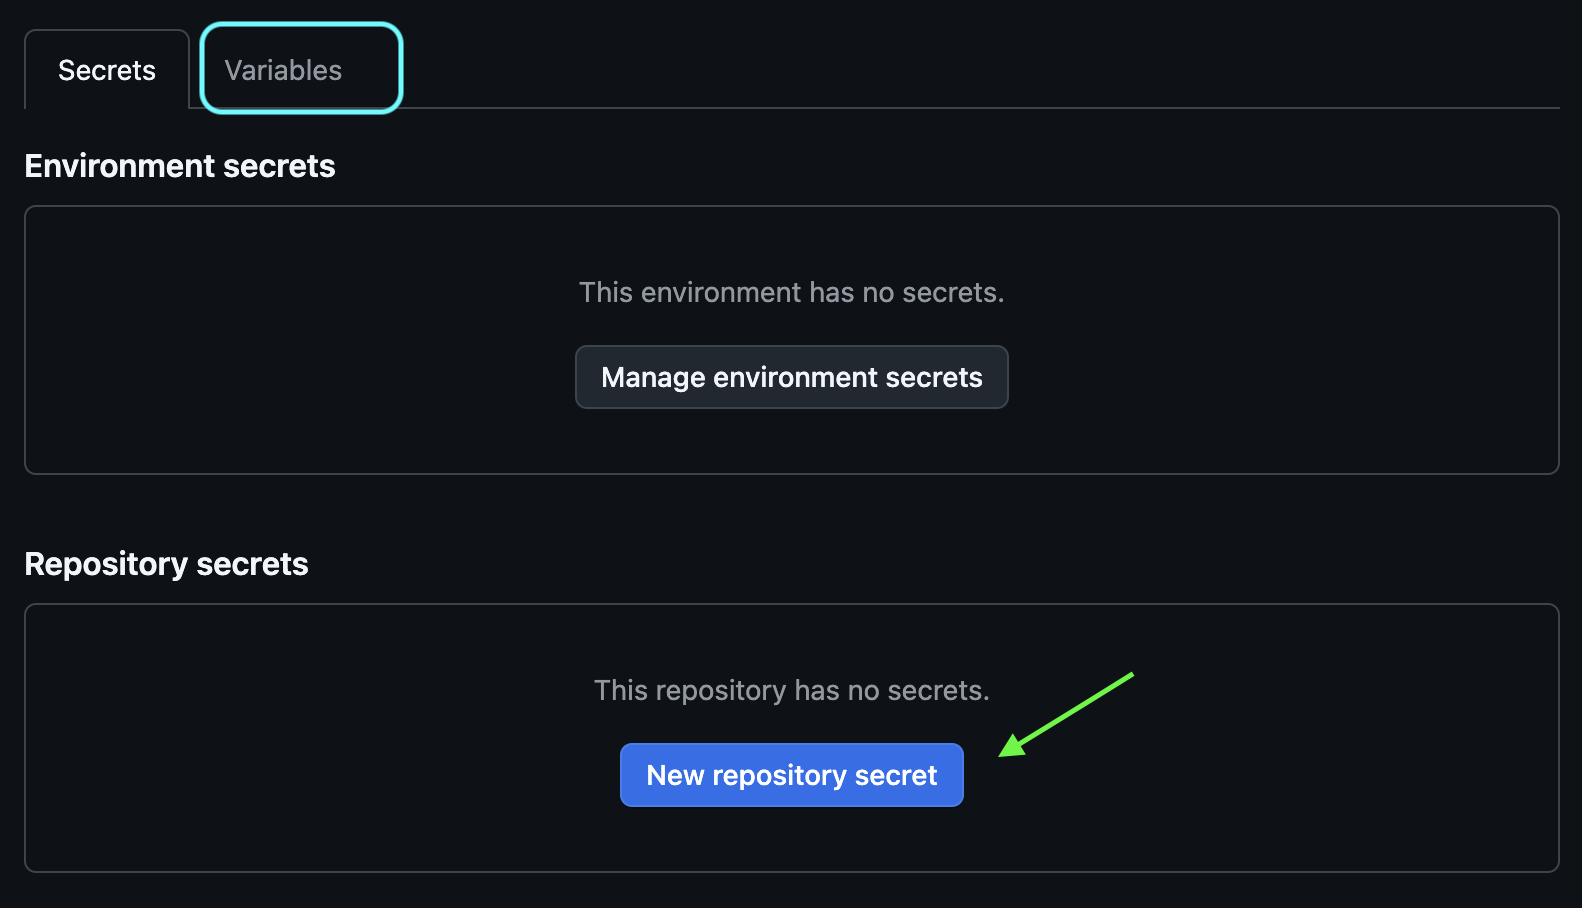 Secrets
Variables
Environment secrets
This environment has no secrets.
Manage environment secrets
Repository secrets
This repository has no secrets.
New repository secret